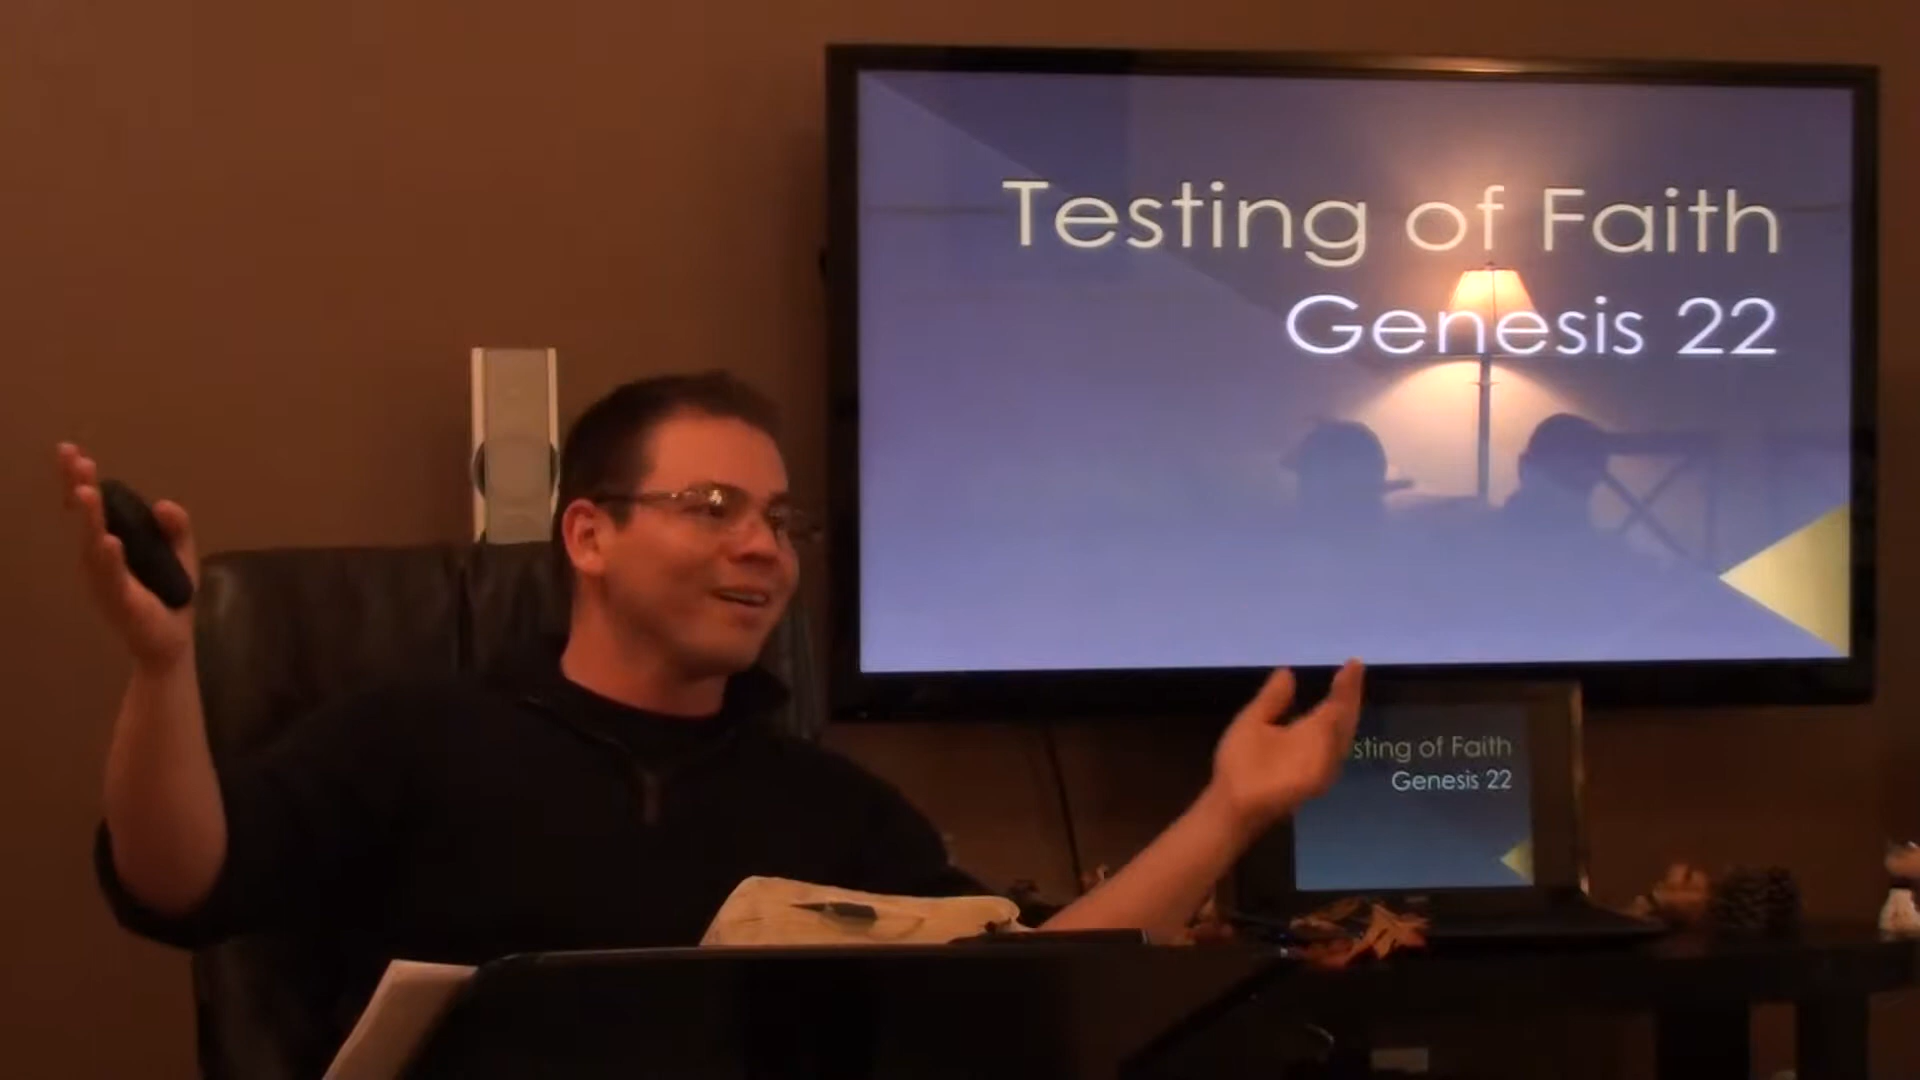 Testing of Faith
Genesis 22
sting of Faith
Genesis 22